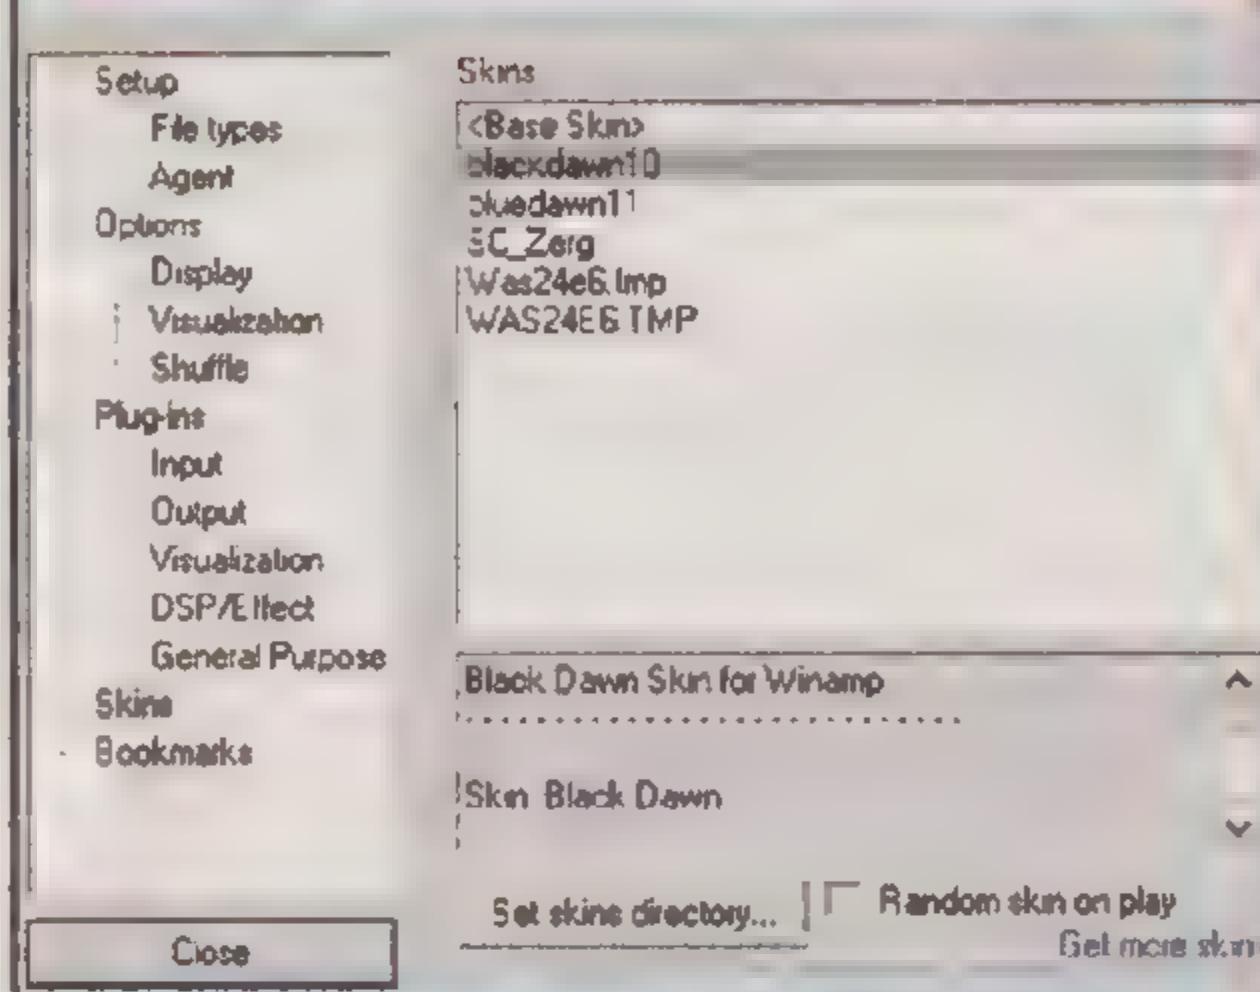 Setup
File types
Agent
Options
Display
Visualization
Shuffle
Plug-ins
Input
Output
Visualization
DSP/Effect
General Purpose
Skins
Bookmarks
Close
Skins
<Base Skin>
blackdawn10
bluedawn11
SC_Zerg
Was24e6.tmp
WAS24E6.TMP
Black Dawn Skin for Winamp
Skin Black Dawn
Set skins directory...
Random skin on play
Get more skin